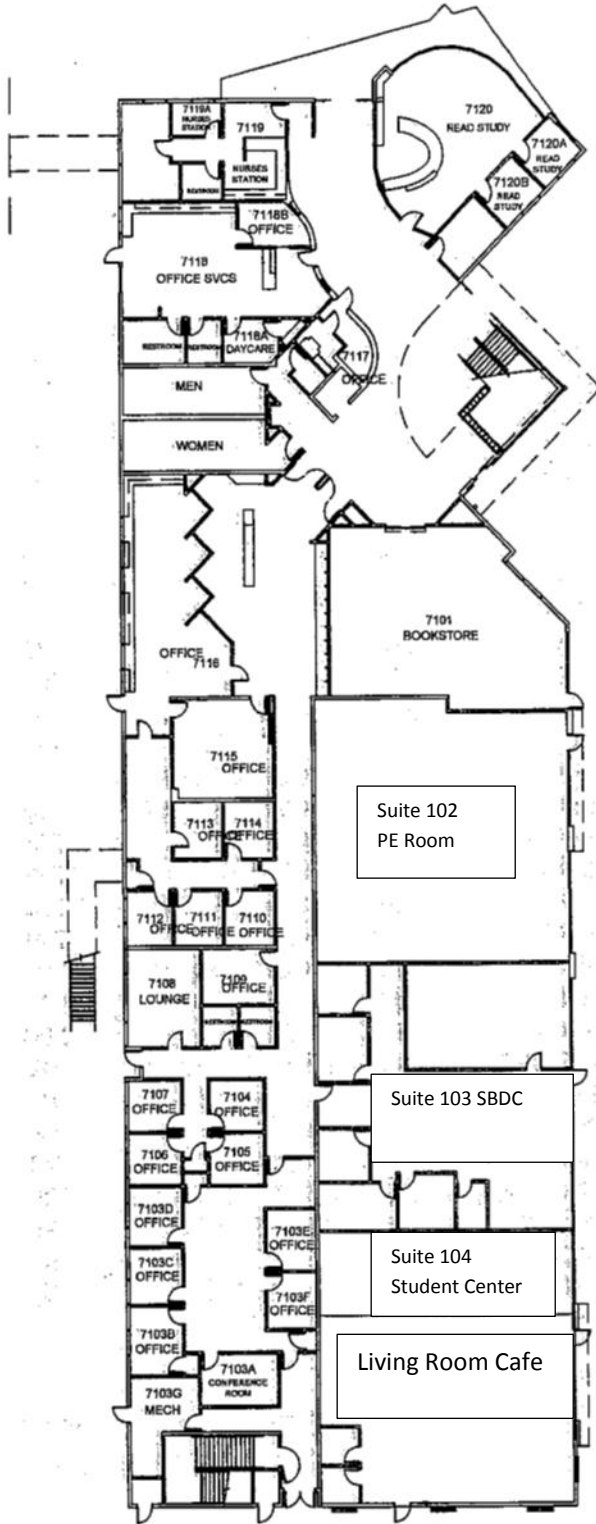 7119A
NURSES
STATION
7119
NURSES
STATION
RESTROOM
7120
READ STUDY
7120A
READ
STUDY
7120B
READ
STUDY
7118B
OFFICE
7118
OFFICE SVCS
RESTROOM
RESTROOM
7118A
DAYCARE
7117
OFFICE
MEN
WOMEN
7101
BOOKSTORE
OFFICE
7116
7115
OFFICE
Suite 102
PE Room
7113
OFFICE
7114
OFFICE
7112
OFFICE
7111
OFFICE
7110
OFFICE
7108
LOUNGE
7109
OFFICE
RESTROOM
RESTROOM
7107
OFFICE
7104
OFFICE
Suite 103 SBDC
7106
OFFICE
7105
OFFICE
7103D
OFFICE
7103E
OFFICE
7103C
OFFICE
7103F
OFFICE
Suite 104
Student Center
7103B
OFFICE
7103A
CONFERENCE
ROOM
Living Room Cafe
7103G
MECH